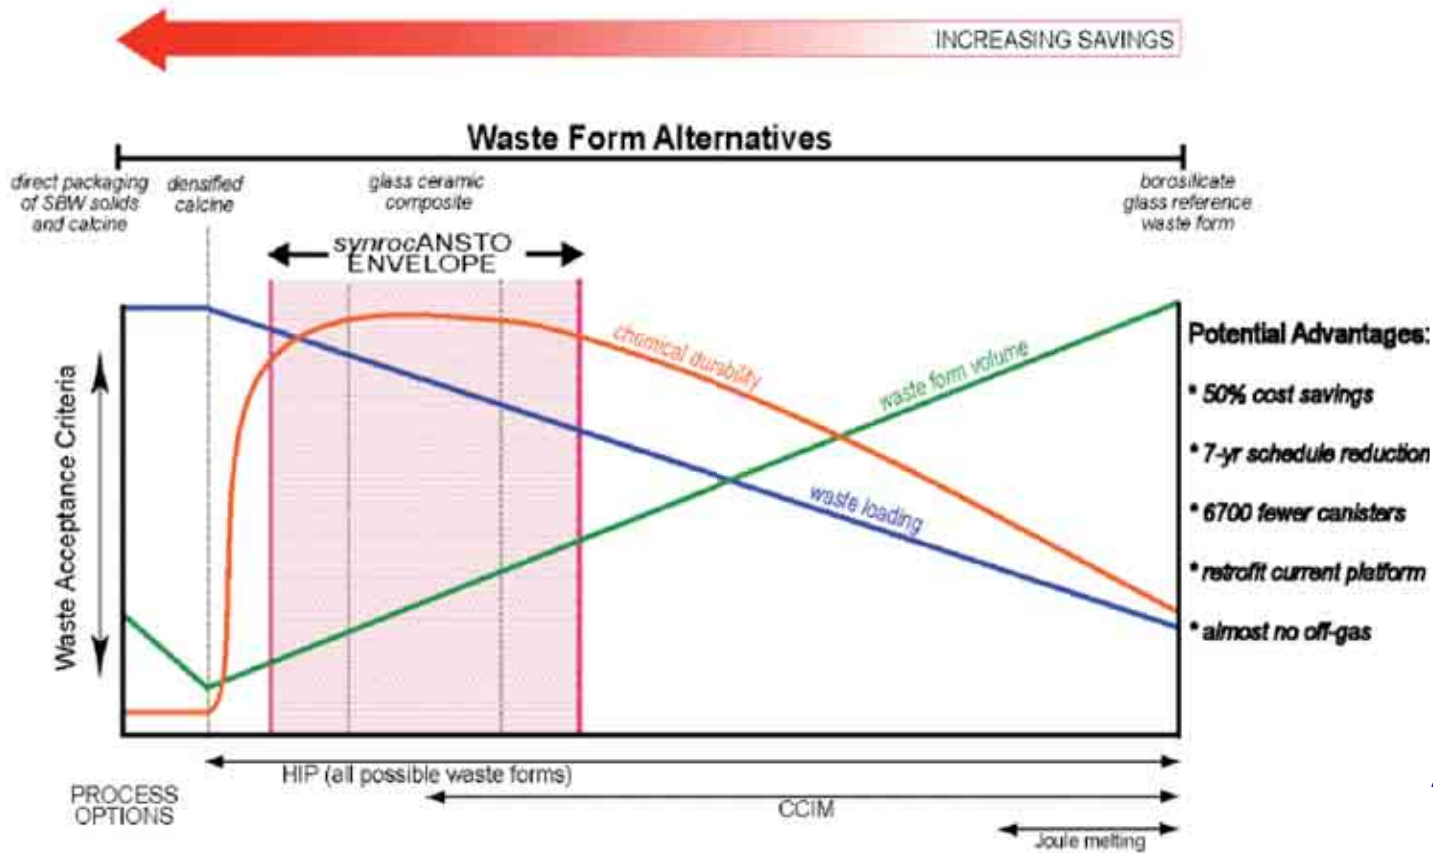 INCREASING SAVINGS
Waste Form Alternatives
direct packaging
of SBW solids
and calcine
densified
calcine
glass ceramic
composite
borosilicate
glass reference
waste form
synrocANSTO
ENVELOPE
Waste Acceptance Criteria
chemical durability
waste form volume
waste loading
Potential Advantages:
* 50% cost savings
* 7-yr schedule reduction
* 6700 fewer canisters
* retrofit current platform
* almost no off-gas
HIP (all possible waste forms)
PROCESS
OPTIONS
CCIM
Joule melting